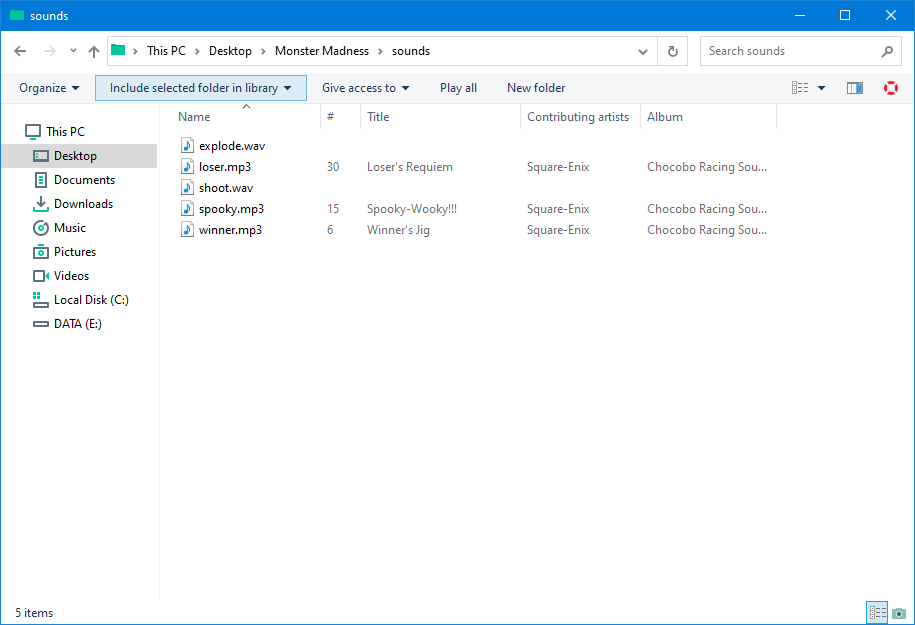 sounds
This PC Desktop Monster Madness sounds
Search sounds
Organize Include selected folder in library Give access to Play all New folder
Name # Title Contributing artists Album
This PC
Desktop
Documents
Downloads
Music
Pictures
Videos
Local Disk (C:)
DATA (E:)
explode.wav
loser.mp3 30 Loser's Requiem Square-Enix Chocobo Racing Sou...
shoot.wav
spooky.mp3 15 Spooky-Wooky!!! Square-Enix Chocobo Racing Sou...
winner.mp3 6 Winner's Jig Square-Enix Chocobo Racing Sou...
5 items